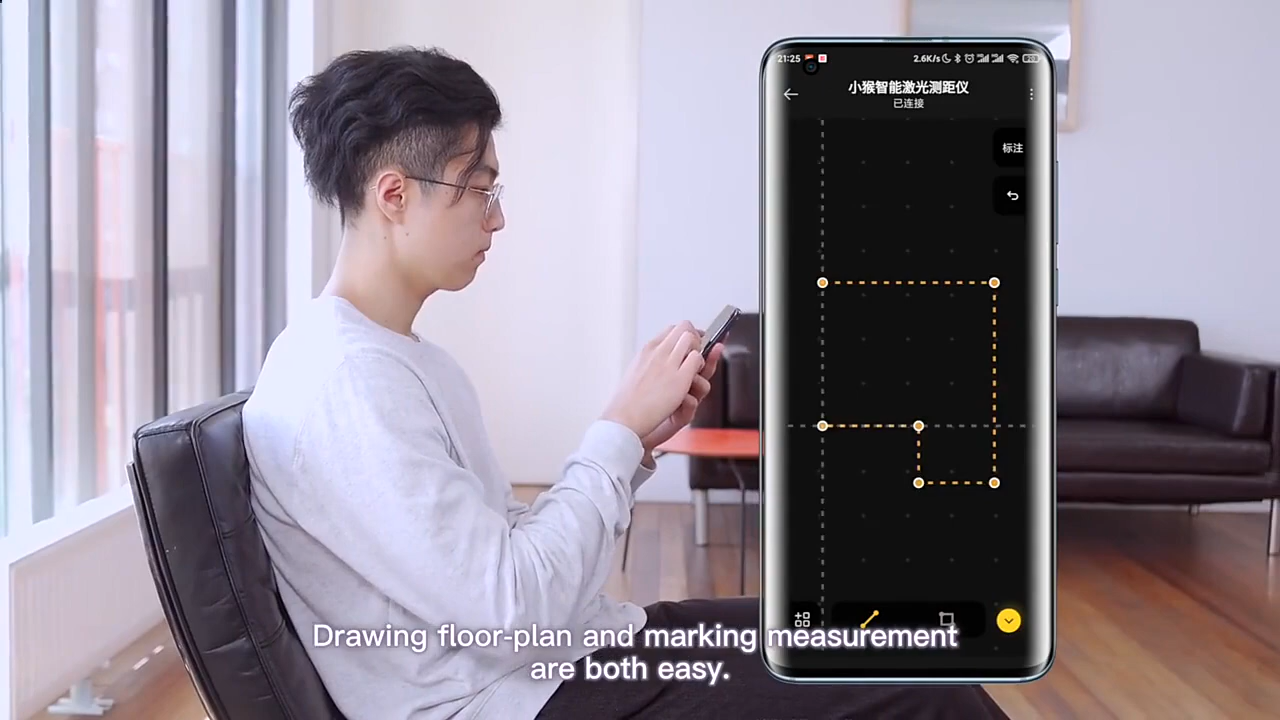 21:25
2.6K/s
小猴智能激光测距仪
已连接
标注
Drawing floor-plan and marking measurement
are both easy.